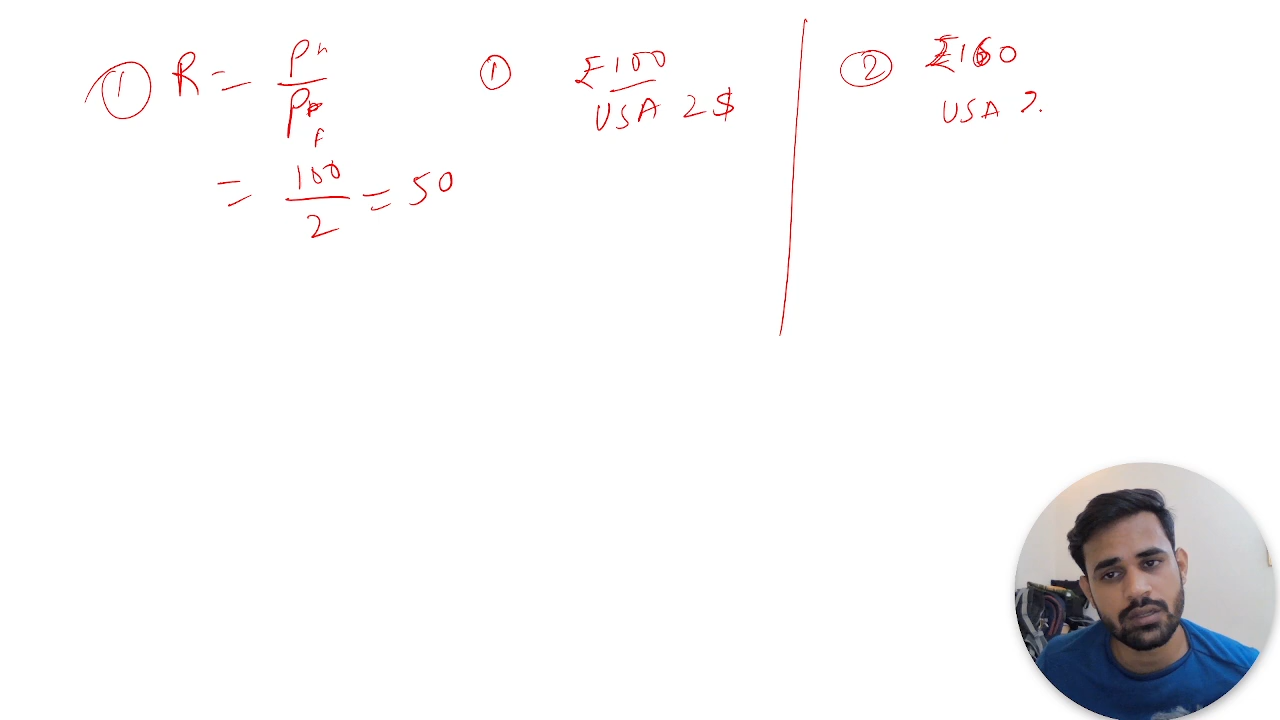 ① R = Ph / Pf
= 100 / 2 = 50
① ₹100
USA 2 $
② ₹160
USA 2.